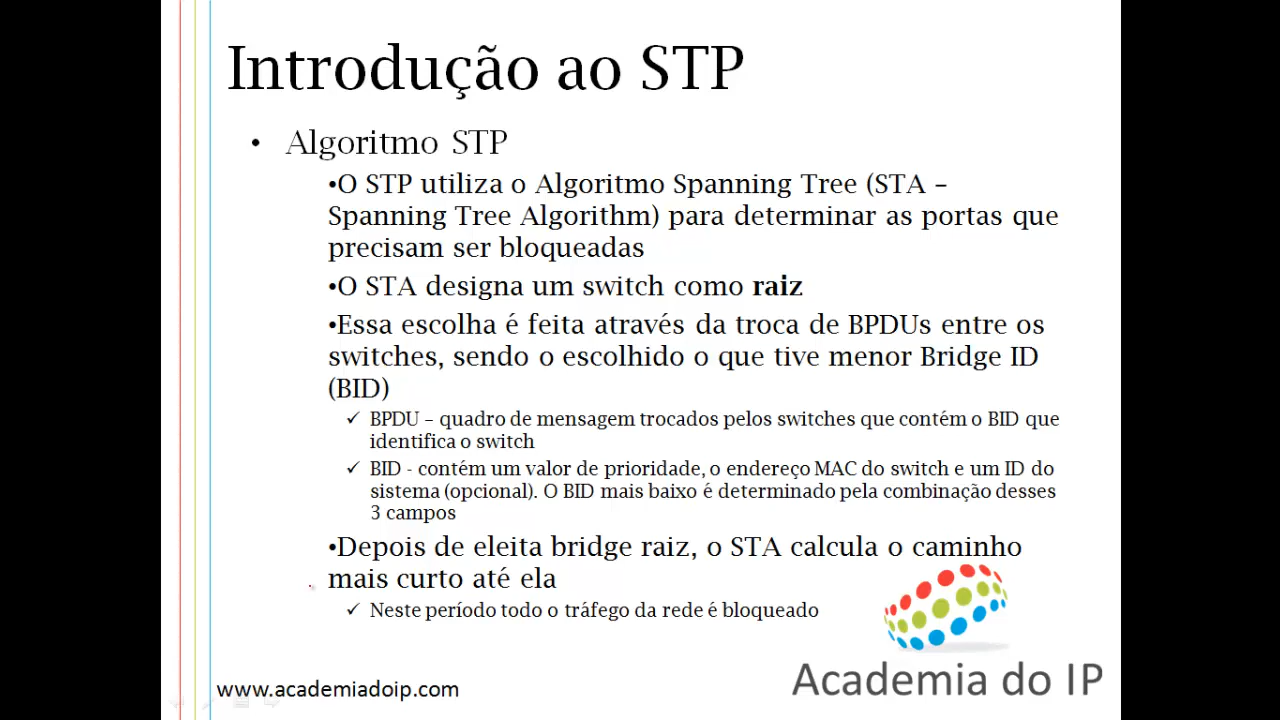 Introdução ao STP
• Algoritmo STP
•O STP utiliza o Algoritmo Spanning Tree (STA –
Spanning Tree Algorithm) para determinar as portas que
precisam ser bloqueadas
•O STA designa um switch como raiz
•Essa escolha é feita através da troca de BPDUs entre os
switches, sendo o escolhido o que tive menor Bridge ID
(BID)
✓ BPDU – quadro de mensagem trocados pelos switches que contém o BID que
identifica o switch
✓ BID - contém um valor de prioridade, o endereço MAC do switch e um ID do
sistema (opcional). O BID mais baixo é determinado pela combinação desses
3 campos
•Depois de eleita bridge raiz, o STA calcula o caminho
mais curto até ela
✓ Neste período todo o tráfego da rede é bloqueado
Academia do IP
www.academiadoip.com